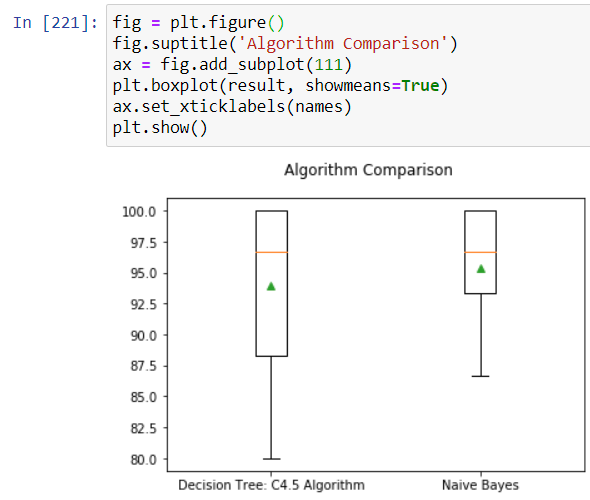 In [221]: fig = plt.figure()
fig.suptitle('Algorithm Comparison')
ax = fig.add_subplot(111)
plt.boxplot(result, showmeans=True)
ax.set_xticklabels(names)
plt.show()
Algorithm Comparison
100.0
97.5
95.0
92.5
90.0
87.5
85.0
82.5
80.0
Decision Tree: C4.5 Algorithm Naive Bayes